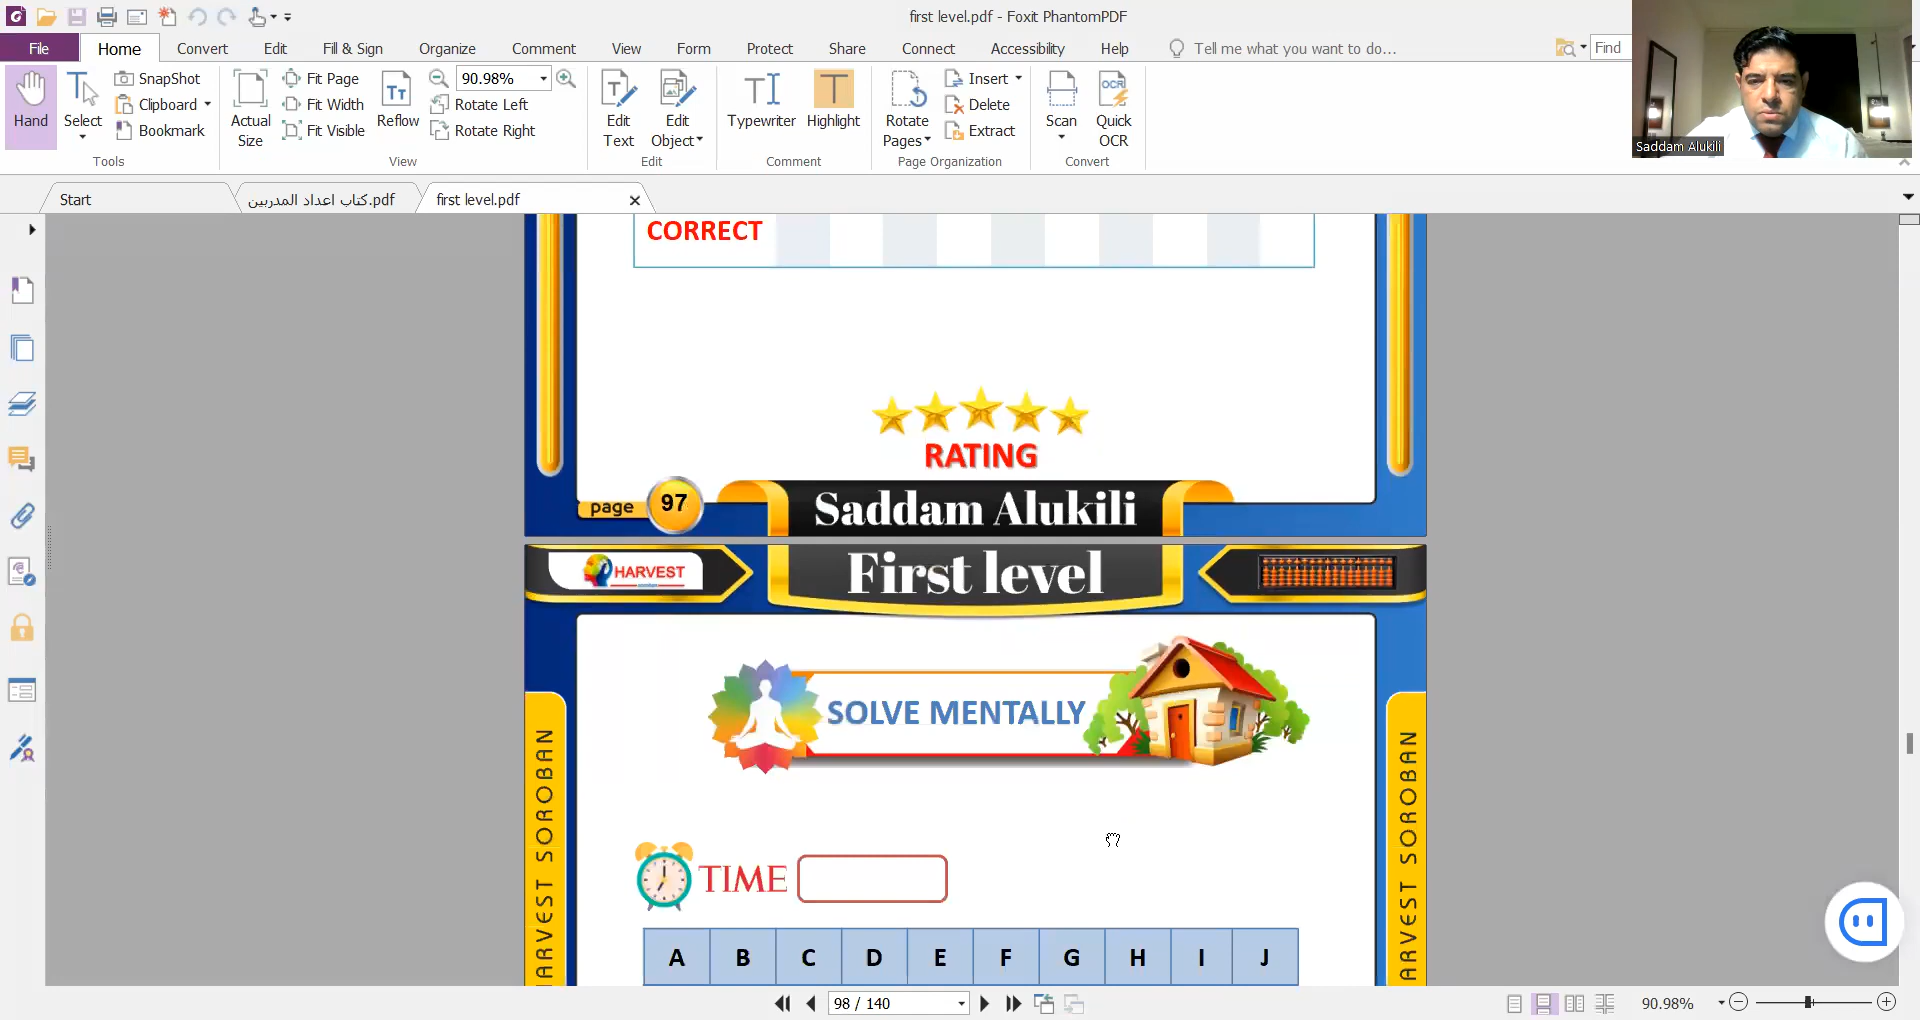 first level.pdf - Foxit PhantomPDF
File Home Convert Edit Fill & Sign Organize Comment View Form Protect Share Connect Accessibility Help Tell me what you want to do... Find
Hand
Select
SnapShot
Clipboard
Bookmark
Tools
Actual Size
Fit Page
Fit Width
Fit Visible
Reflow
90.98%
Rotate Left
Rotate Right
View
Edit Text
Edit Object
Edit
Typewriter
Highlight
Comment
Rotate Pages
Insert
Delete
Extract
Page Organization
Scan
Quick OCR
OCR
Convert
Saddam Alukili
Start
كتاب اعداد المدربين.pdf
first level.pdf
CORRECT
RATING
page 97
Saddam Alukili
HARVEST
First level
SOLVE MENTALLY
HARVEST SOROBAN
TIME
A B C D E F G H I J
ARVEST SOROBAN
98 / 140
90.98%